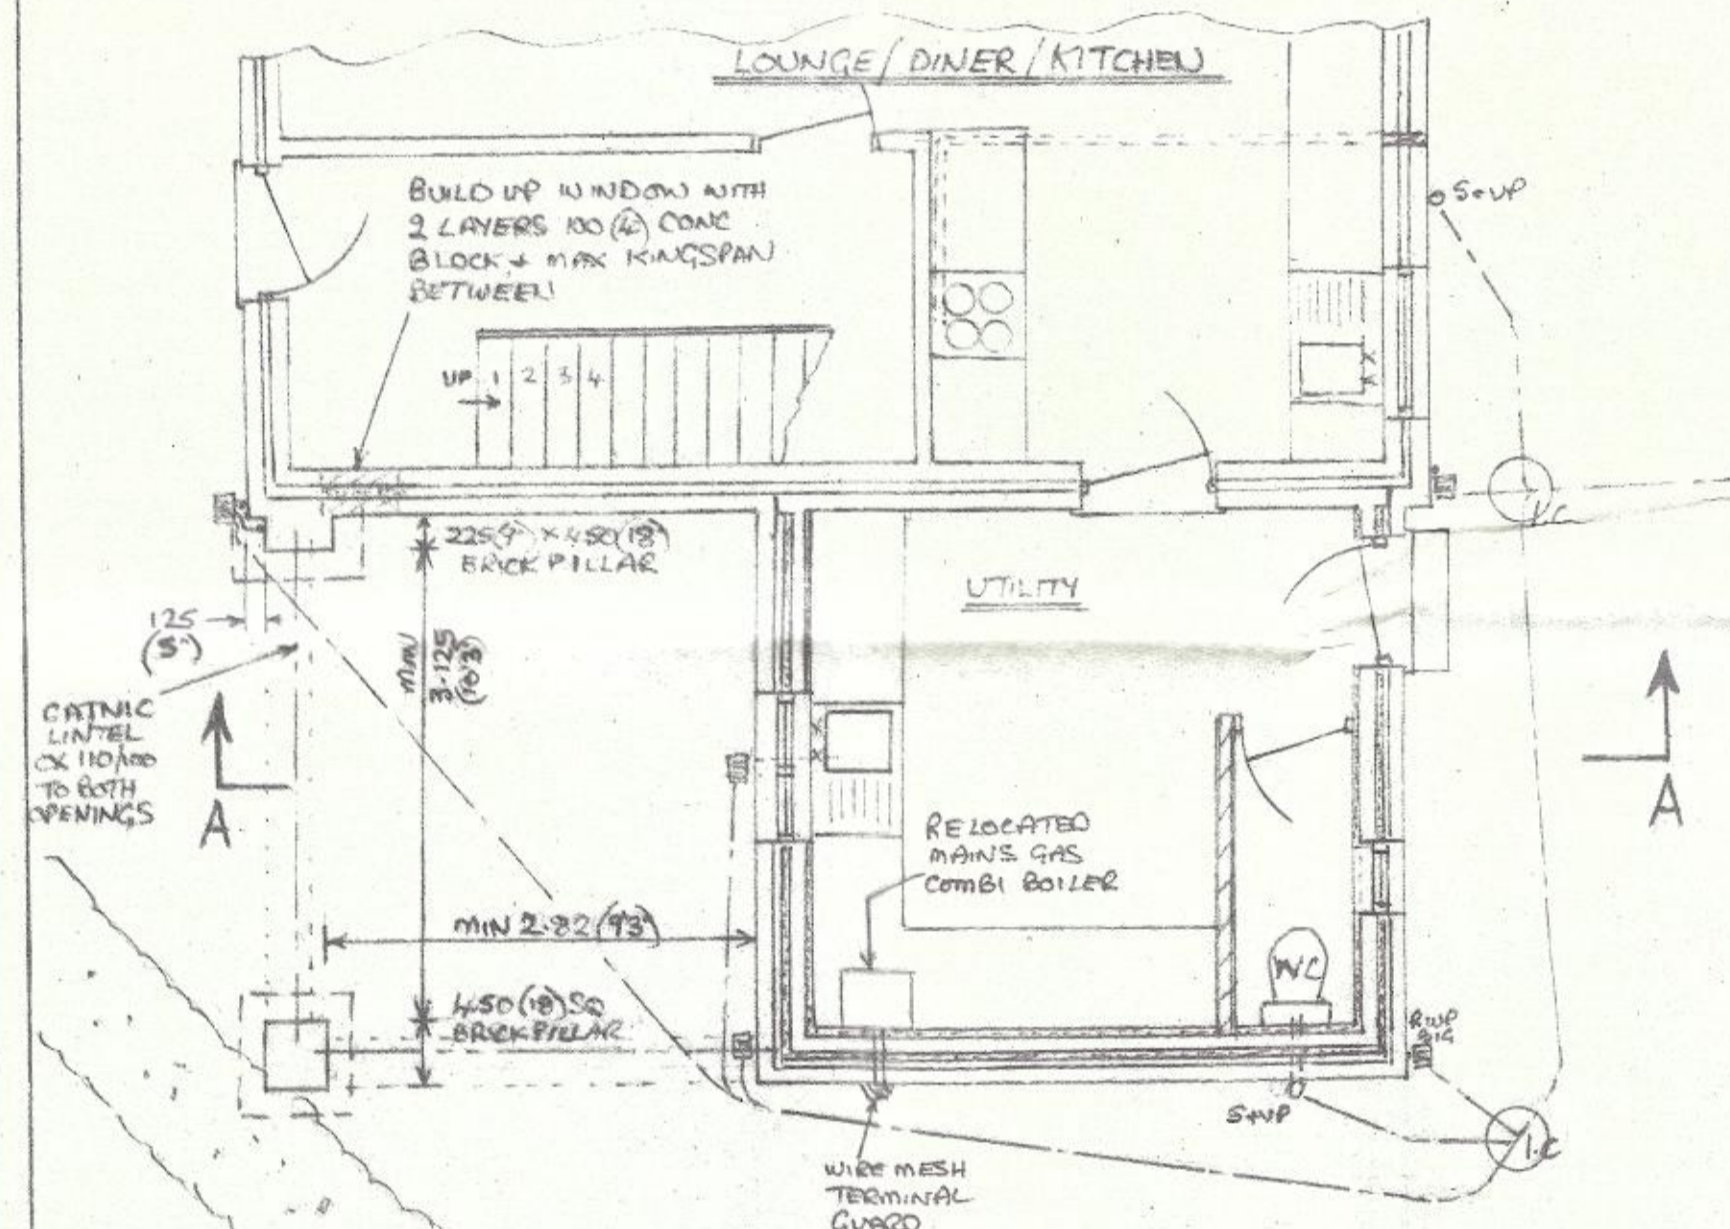 LOUNGE/DINER/KITCHEN
BUILD UP WINDOW WITH
2 LAYERS 100(4) CONC
BLOCK + MAX KINGSPAN
BETWEEN
S+VP
UP 1 2 3 4
I.C
225(9") × 450(18")
BRICK PILLAR
UTILITY
125
(5")
MIN
3.125
(10'3")
CATNIC
LINTEL
CX 110/100
TO BOTH
OPENINGS
A
A
RELOCATED
MAINS GAS
COMBI BOILER
MIN 2.82 (9'3")
WC
450(18)SQ
BRICK PILLAR
RWP
BIG
S+VP
I.C
WIRE MESH
TERMINAL
GUARD